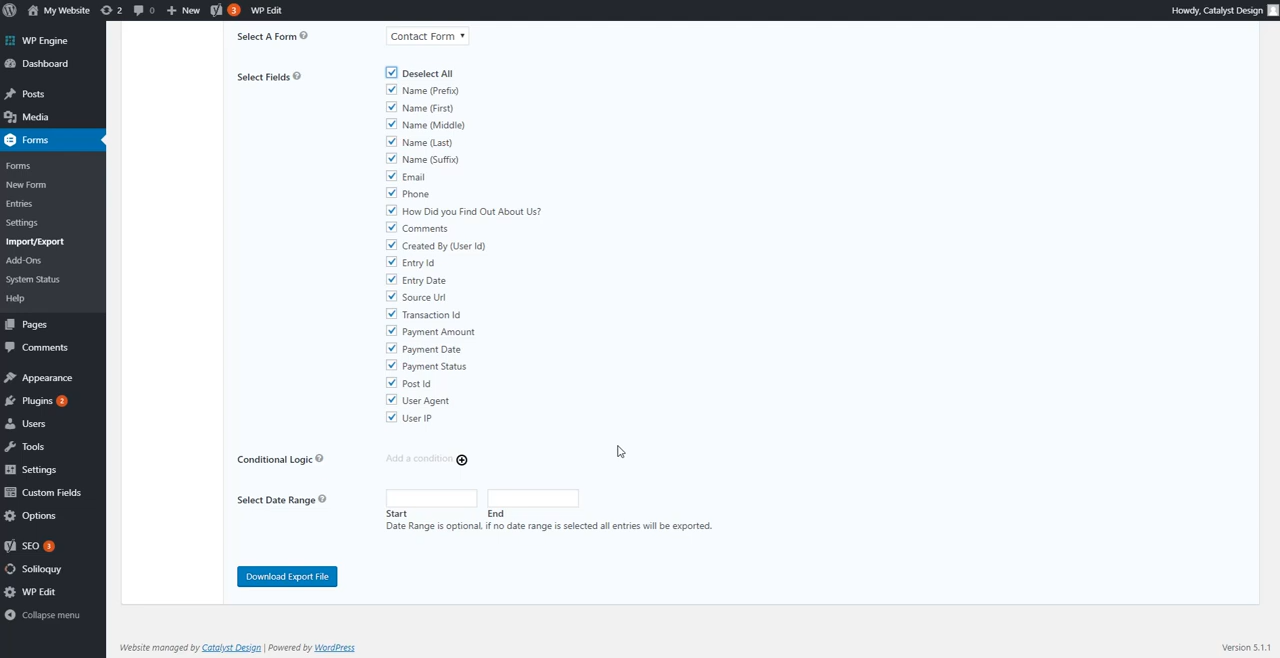 My Website 2 0 New 3 WP Edit Howdy, Catalyst Design
WP Engine
Dashboard
Posts
Media
Forms
Forms
New Form
Entries
Settings
Import/Export
Add-Ons
System Status
Help
Pages
Comments
Appearance
Plugins 2
Users
Tools
Settings
Custom Fields
Options
SEO 3
Soliloquy
WP Edit
Collapse menu
Select A Form ?
Contact Form
Select Fields ?
Deselect All
Name (Prefix)
Name (First)
Name (Middle)
Name (Last)
Name (Suffix)
Email
Phone
How Did you Find Out About Us?
Comments
Created By (User Id)
Entry Id
Entry Date
Source Url
Transaction Id
Payment Amount
Payment Date
Payment Status
Post Id
User Agent
User IP
Conditional Logic ?
Add a condition
Select Date Range ?
Start End
Date Range is optional, if no date range is selected all entries will be exported.
Download Export File
Website managed by Catalyst Design | Powered by WordPress Version 5.1.1